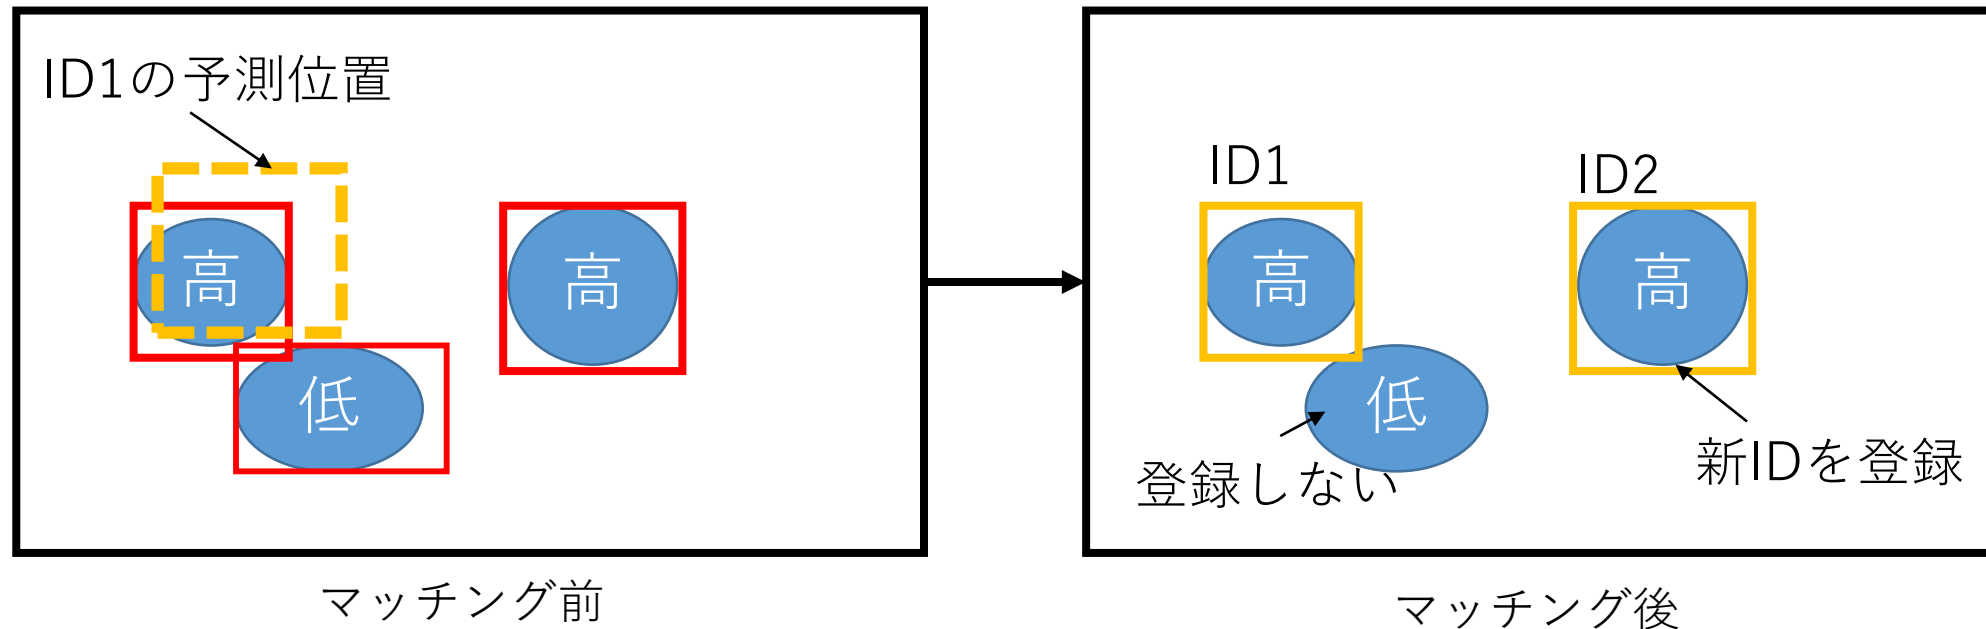 ID1の予測位置
高
高
低
マッチング前
ID1
ID2
高
高
低
登録しない
新IDを登録
マッチング後